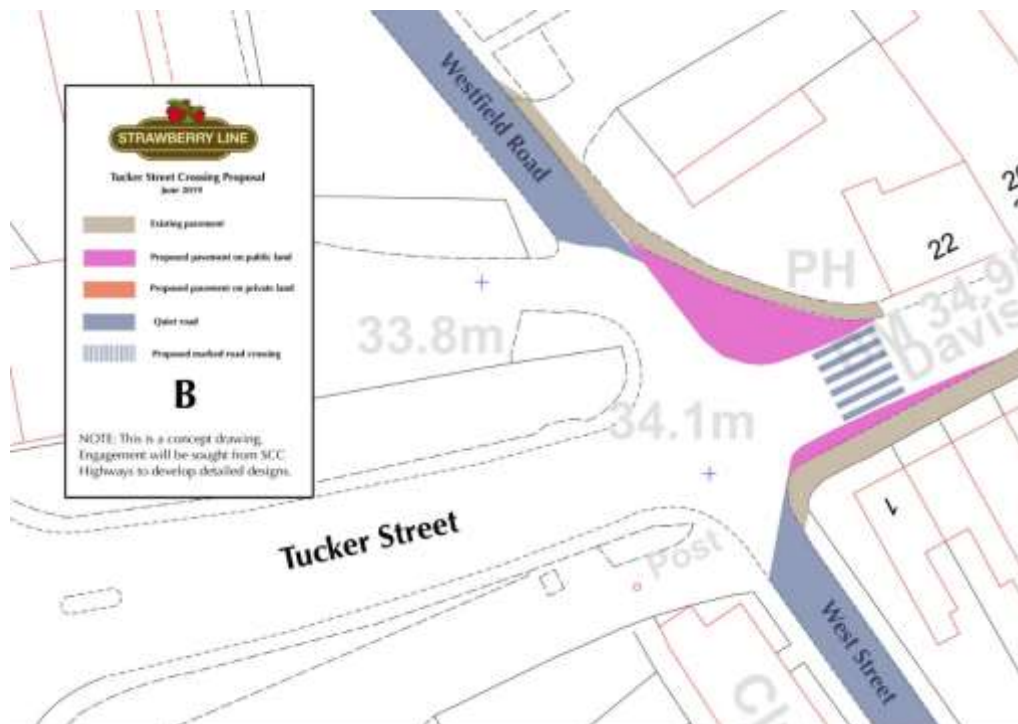 STRAWBERRY LINE
Tucker Street Crossing Proposal
June 2019
Existing pavement
Proposed pavement on public land
Proposed pavement on private land
Quiet road
Proposed marked road crossing
B
NOTE: This is a concept drawing.
Engagement will be sought from SCC
Highways to develop detailed designs.
Westfield Road
PH
22
33.8m
34.1m
Tucker Street
Post
1
West Street